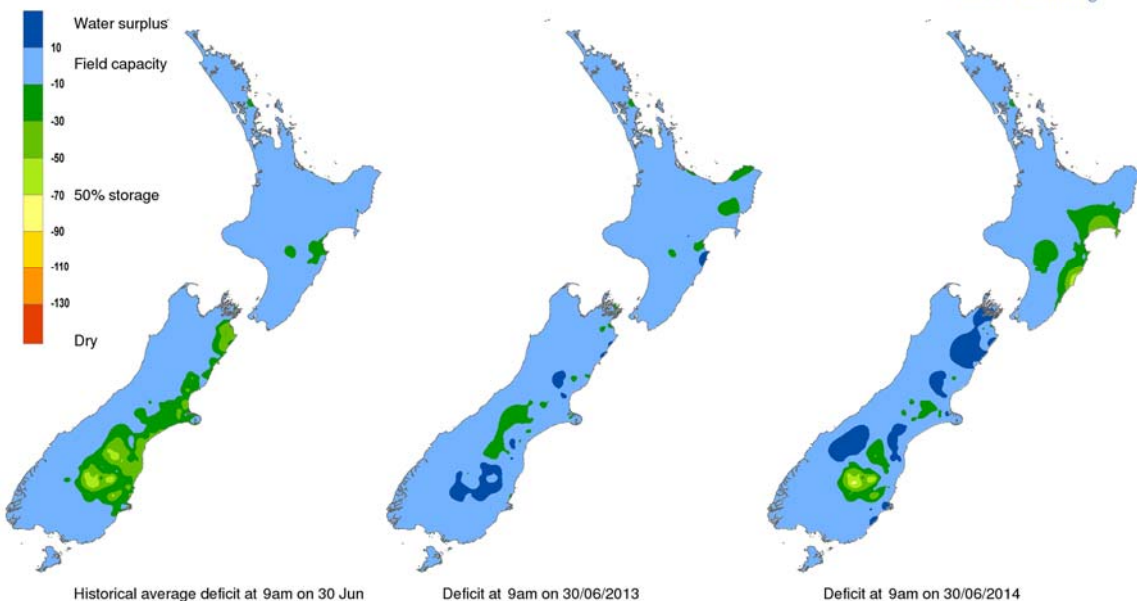 Water surplus
10
Field capacity
-10
-30
-50
-70
50% storage
-90
-110
-130
Dry
Historical average deficit at 9am on 30 Jun
Deficit at 9am on 30/06/2013
Deficit at 9am on 30/06/2014